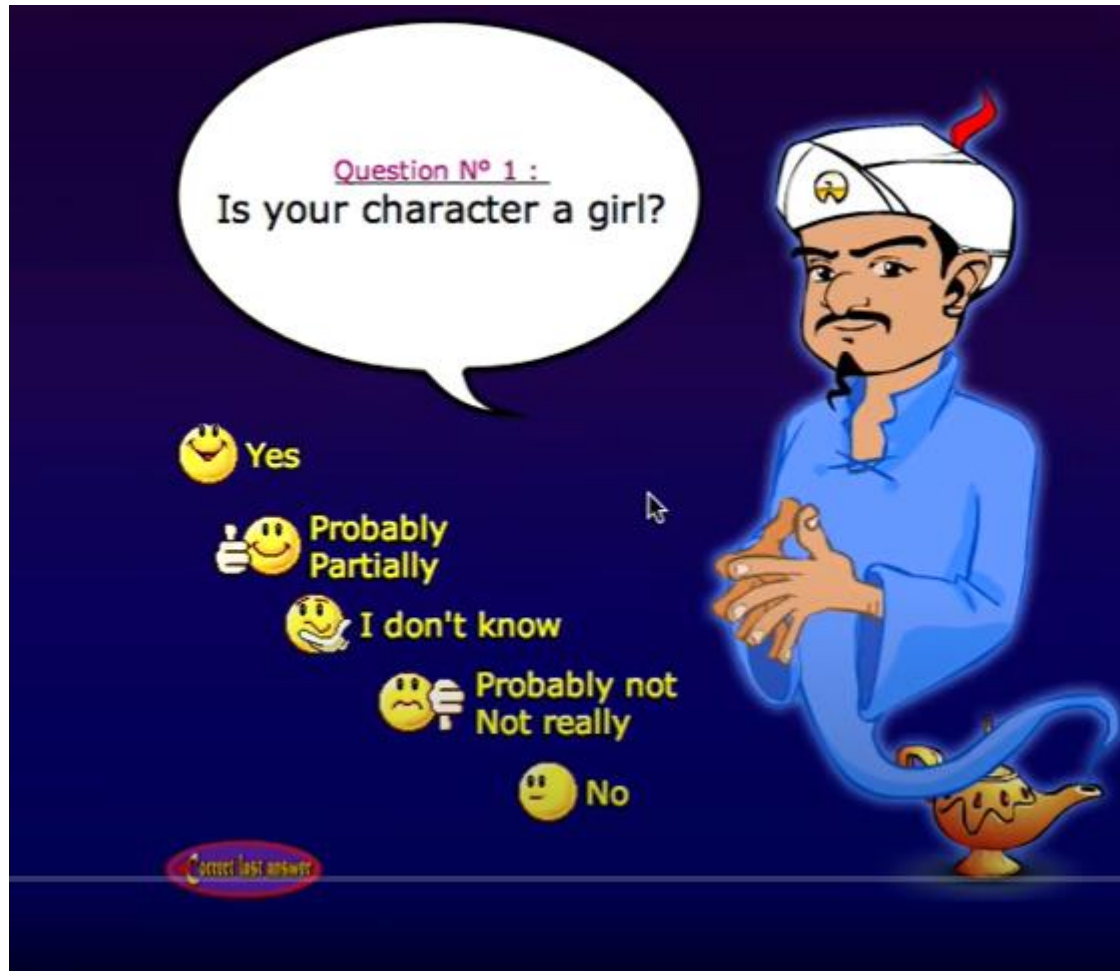 Question Nº 1 :
Is your character a girl?
Yes
Probably
Partially
I don't know
Probably not
Not really
No
Correct last answer